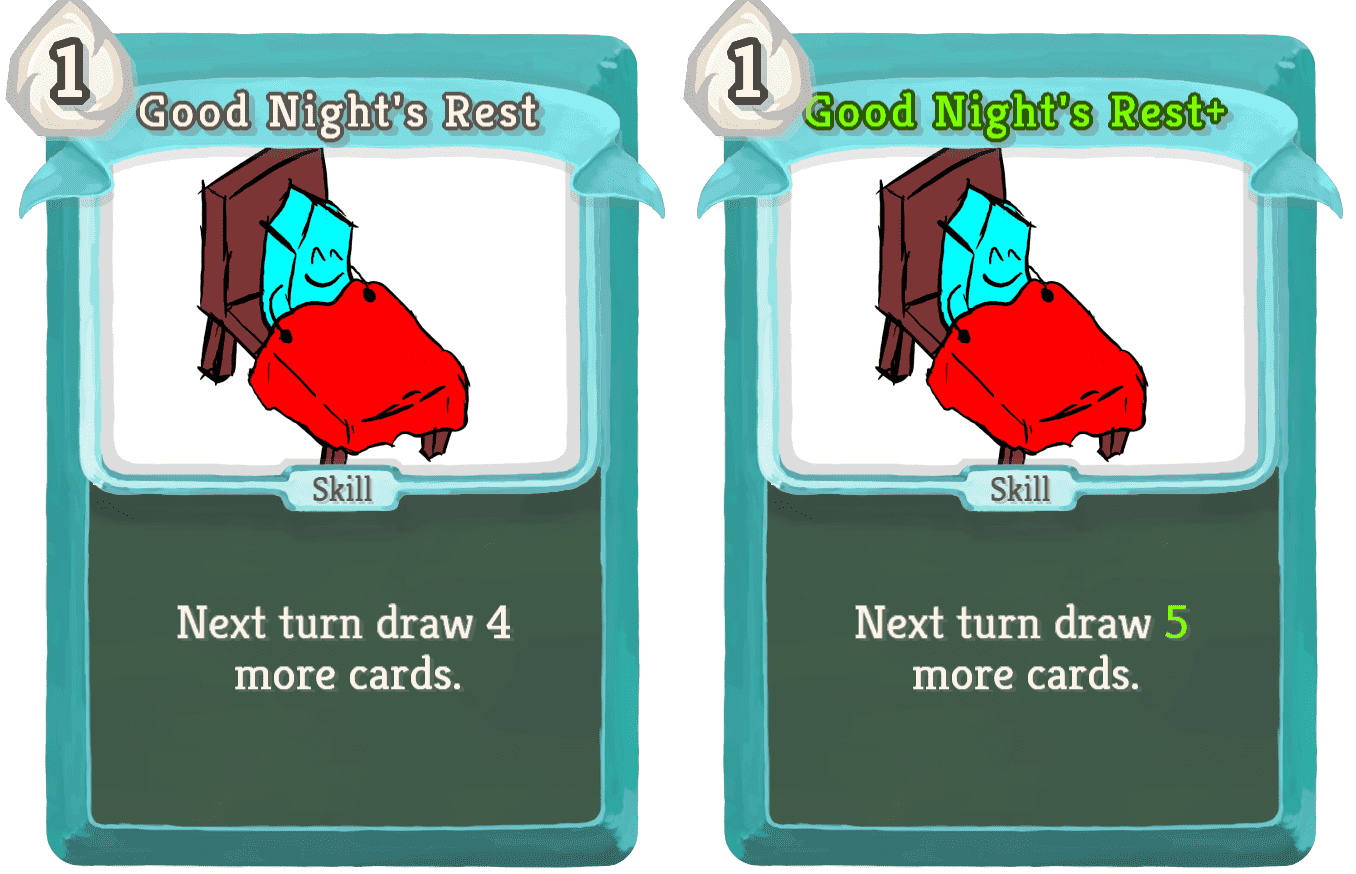 1
Good Night's Rest
Skill
Next turn draw 4
more cards.
1
Good Night's Rest+
Skill
Next turn draw 5
more cards.